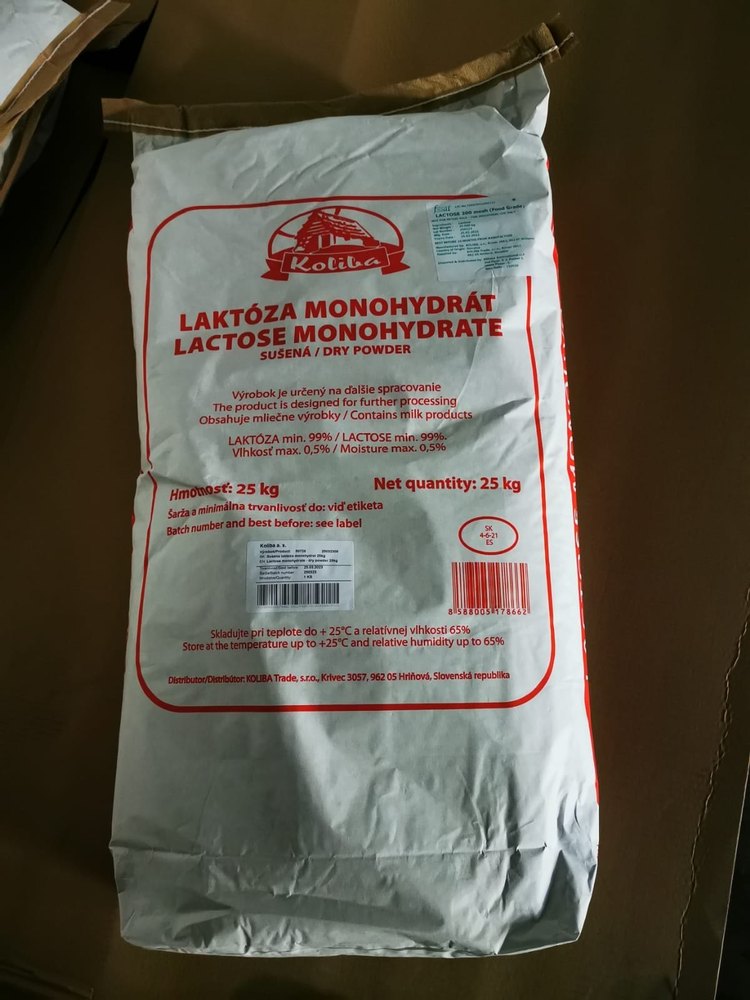 Koliba
LACTOSE 200 mesh (Food Grade)
LAKTÓZA MONOHYDRÁT
LACTOSE MONOHYDRATE
SUŠENÁ / DRY POWDER
Výrobok je určený na ďalšie spracovanie
The product is designed for further processing
Obsahuje mliečne výrobky / Contains milk products
LAKTÓZA min. 99% / LACTOSE min. 99%.
Vlhkosť max. 0,5% / Moisture max. 0,5%
Hmotnosť: 25 kg
Net quantity: 25 kg
Šarža a minimálna trvanlivosť do: viď etiketa
Batch number and best before: see label
SK
4-6-21
ES
Koliba a. s.
8 588005 178662
Skladujte pri teplote do + 25°C a relatívnej vlhkosti 65%
Store at the temperature up to +25°C and relative humidity up to 65%
Distributor/Distribútor: KOLIBA Trade, s.r.o., Krivec 3057, 962 05 Hriňová, Slovenská republika